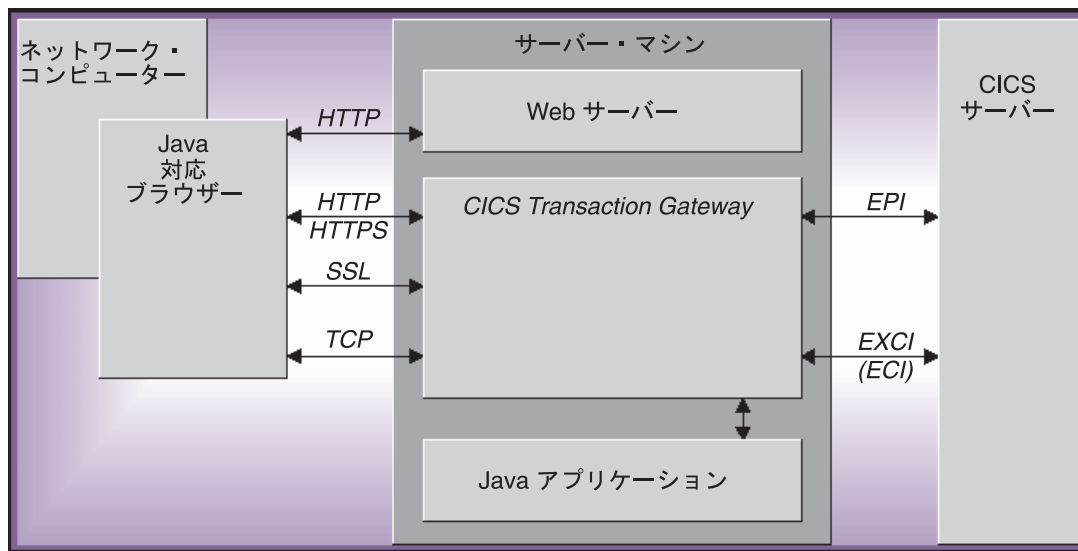 ネットワーク・
コンピューター
Java
対応
ブラウザー
HTTP
HTTP
HTTPS
SSL
TCP
サーバー・マシン
Web サーバー
CICS Transaction Gateway
Java アプリケーション
EPI
EXCI
(ECI)
CICS
サーバー